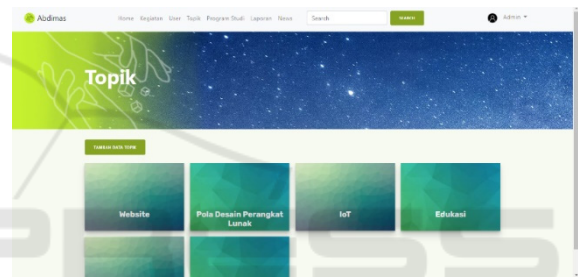 Abdimas
Home Kegiatan User Topik Program Studi Laporan News Search SEARCH Admin
Topik
TAMBAH DATA TOPIK
Website
Pola Desain Perangkat
Lunak
IoT
Edukasi